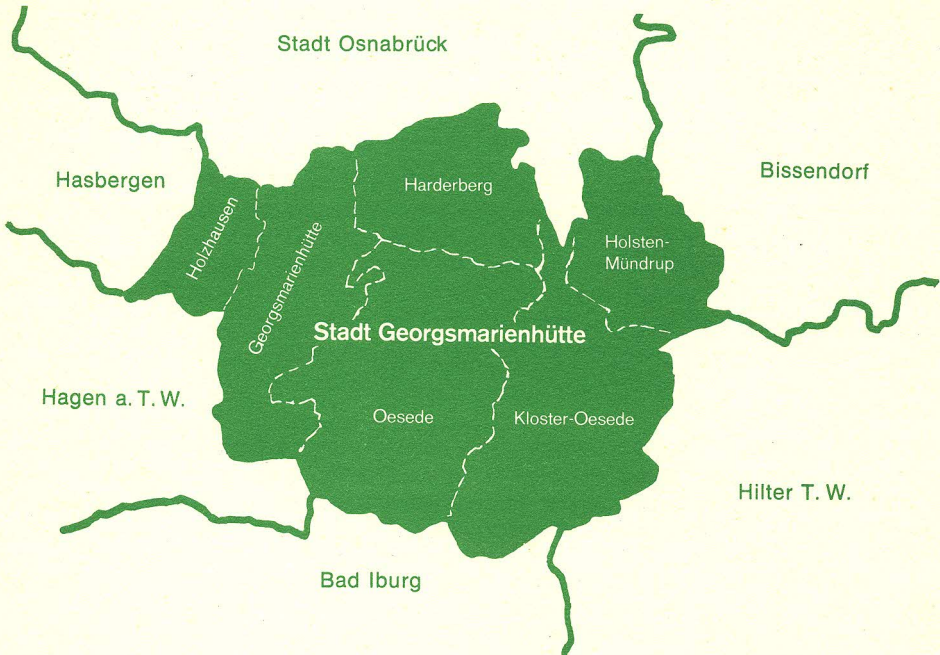 Stadt Osnabrück
Hasbergen
Bissendorf
Harderberg
Holzhausen
Georgsmarienhütte
Holsten-
Mündrup
Stadt Georgsmarienhütte
Hagen a. T. W.
Oesede
Kloster-Oesede
Hilter T. W.
Bad Iburg